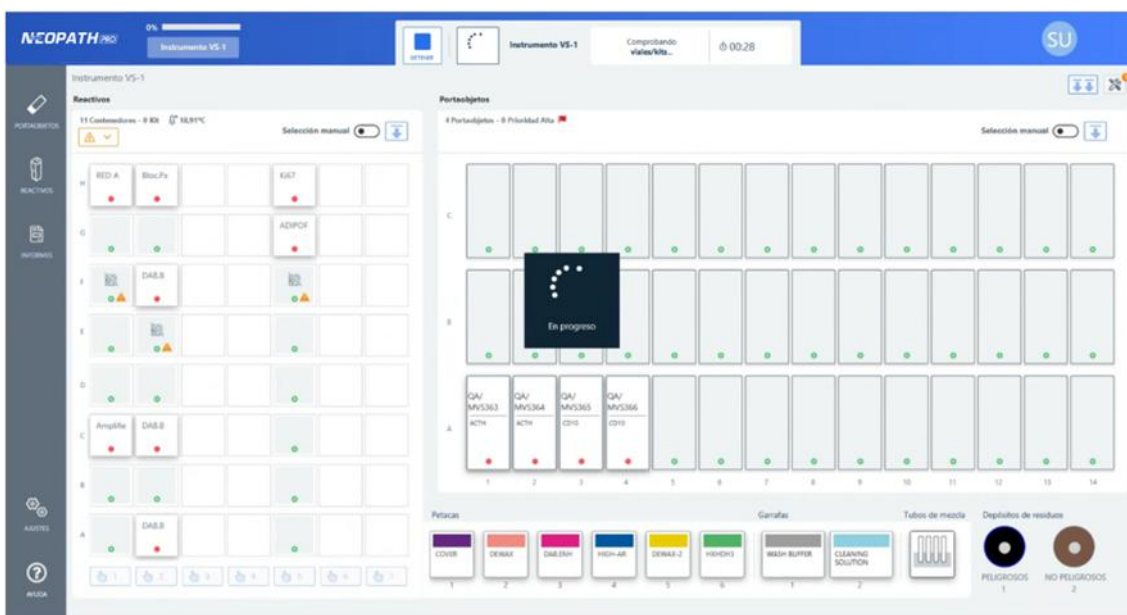 NEOPATH PRO
0%
Instrumento VS-1
DETENER
Instrumento VS-1
Comprobando
viales/kits...
00:28
SU
PORTAOBJETOS
REACTIVOS
INFORMES
AJUSTES
AYUDA
Instrumento VS-1
Reactivos
11 Contenedores - 0 Kit
18,91ºC
Selección manual
H
RED A
Bloc.Px
Ki67
G
ADIPOF
F
DAB.B
E
D
C
Amplifie
DAB.B
B
A
DAB.B
1
2
3
4
5
6
7
Portaobjetos
4 Portaobjetos - 0 Prioridad Alta
Selección manual
C
B
En progreso
A
QA/
MVS363
ACTH
QA/
MVS364
ACTH
QA/
MVS365
CD10
QA/
MVS366
CD10
1
2
3
4
5
6
7
8
9
10
11
12
13
14
Petacas
COVER
1
DEWAX
2
DAB.ENH
3
HIGH-AR
4
DEWAX-2
5
HXHDH3
6
Garrafas
WASH BUFFER
1
CLEANING
SOLUTION
2
Tubos de mezcla
Depósitos de residuos
PELIGROSOS
1
NO PELIGROSOS
2